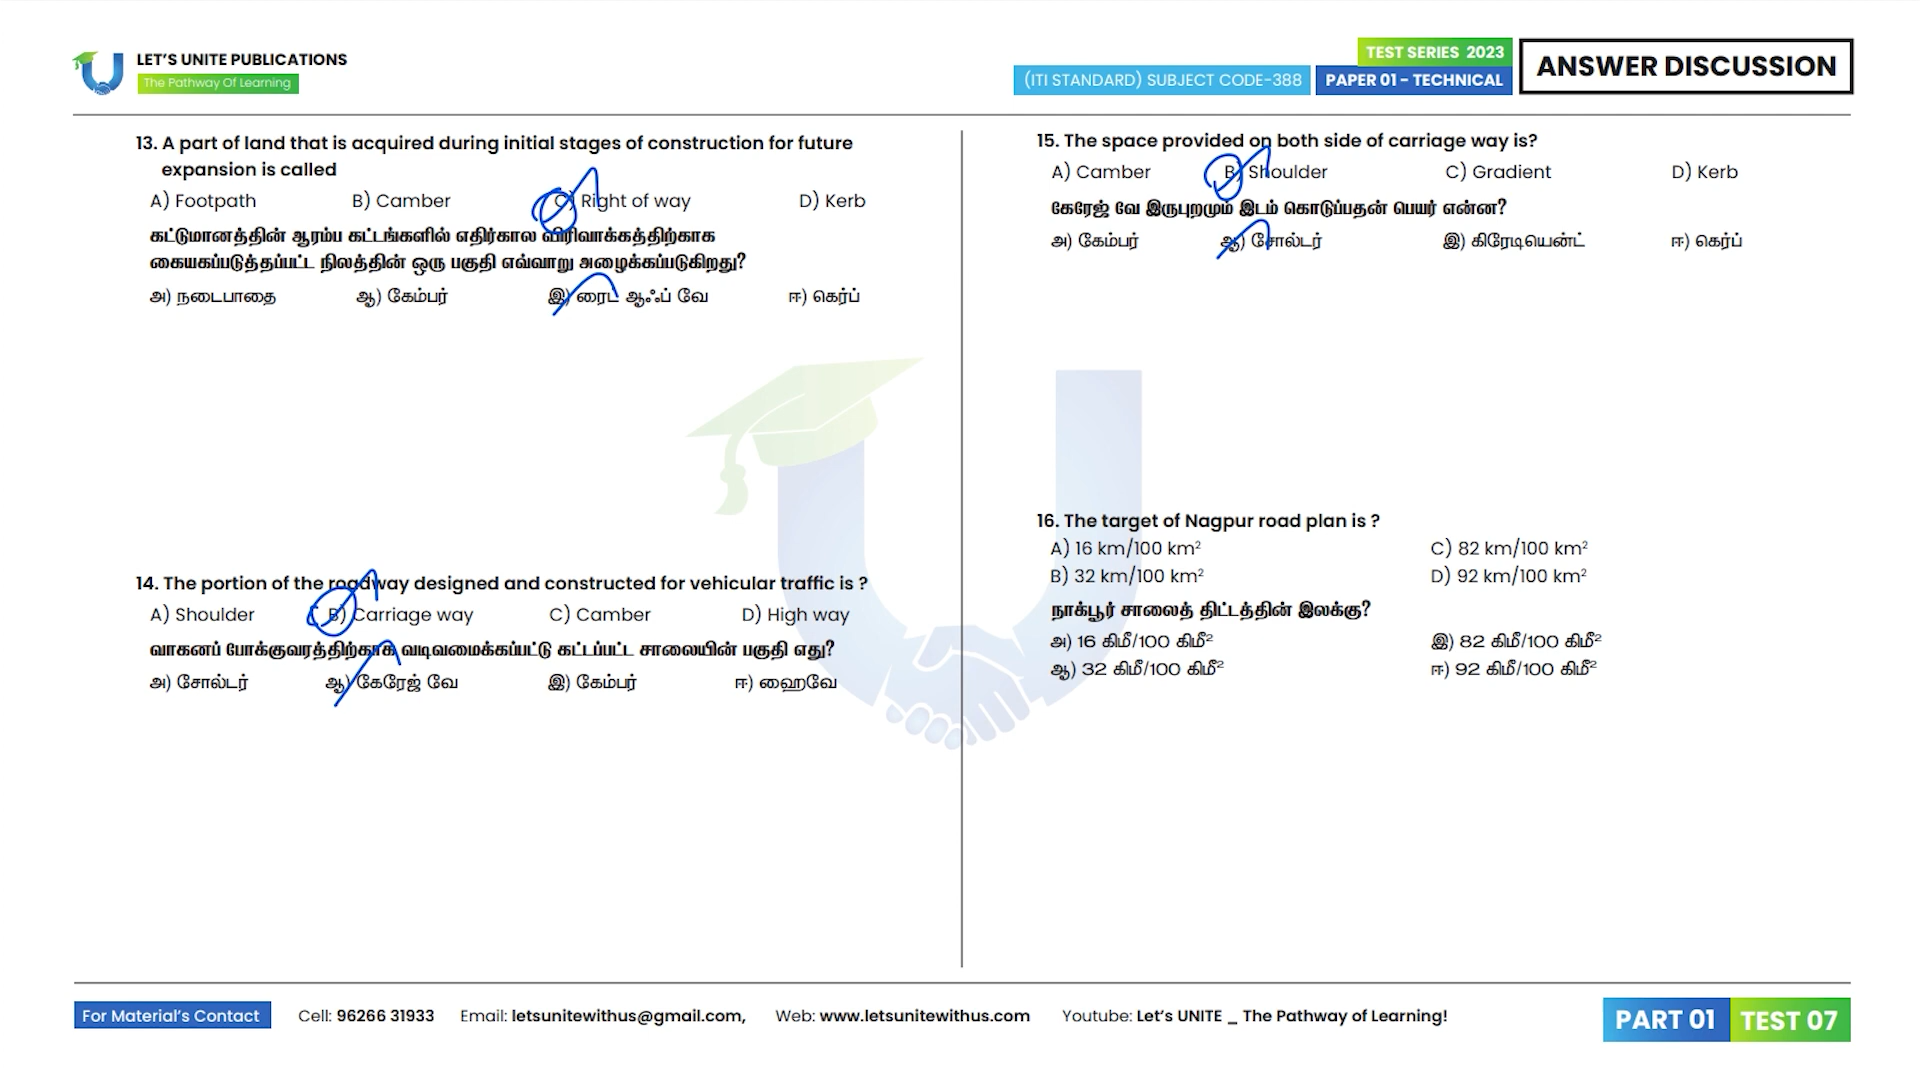 LET'S UNITE PUBLICATIONS
The Pathway Of Learning
TEST SERIES 2023
(ITI STANDARD) SUBJECT CODE-388
PAPER 01 - TECHNICAL
ANSWER DISCUSSION
13. A part of land that is acquired during initial stages of construction for future
expansion is called
A) Footpath B) Camber C) Right of way D) Kerb
கட்டுமானத்தின் ஆரம்ப கட்டங்களில் எதிர்கால விரிவாக்கத்திற்காக
கையகப்படுத்தப்பட்ட நிலத்தின் ஒரு பகுதி எவ்வாறு அழைக்கப்படுகிறது?
அ) நடைபாதை ஆ) கேம்பர் இ) ரைட் ஆஃப் வே ஈ) கெர்ப்
14. The portion of the roadway designed and constructed for vehicular traffic is ?
A) Shoulder B) Carriage way C) Camber D) High way
வாகனப் போக்குவரத்திற்காக வடிவமைக்கப்பட்டு கட்டப்பட்ட சாலையின் பகுதி எது?
அ) சோல்டர் ஆ) கேரேஜ் வே இ) கேம்பர் ஈ) ஹைவே
15. The space provided on both side of carriage way is?
A) Camber B) Shoulder C) Gradient D) Kerb
கேரேஜ் வே இருபுறமும் இடம் கொடுப்பதன் பெயர் என்ன?
அ) கேம்பர் ஆ) சோல்டர் இ) கிரேடியென்ட் ஈ) கெர்ப்
16. The target of Nagpur road plan is ?
A) 16 km/100 km² C) 82 km/100 km²
B) 32 km/100 km² D) 92 km/100 km²
நாக்பூர் சாலைத் திட்டத்தின் இலக்கு?
அ) 16 கிமீ/100 கிமீ² இ) 82 கிமீ/100 கிமீ²
ஆ) 32 கிமீ/100 கிமீ² ஈ) 92 கிமீ/100 கிமீ²
For Material's Contact Cell: 96266 31933 Email: letsunitewithus@gmail.com, Web: www.letsunitewithus.com Youtube: Let's UNITE _ The Pathway of Learning!
PART 01 TEST 07